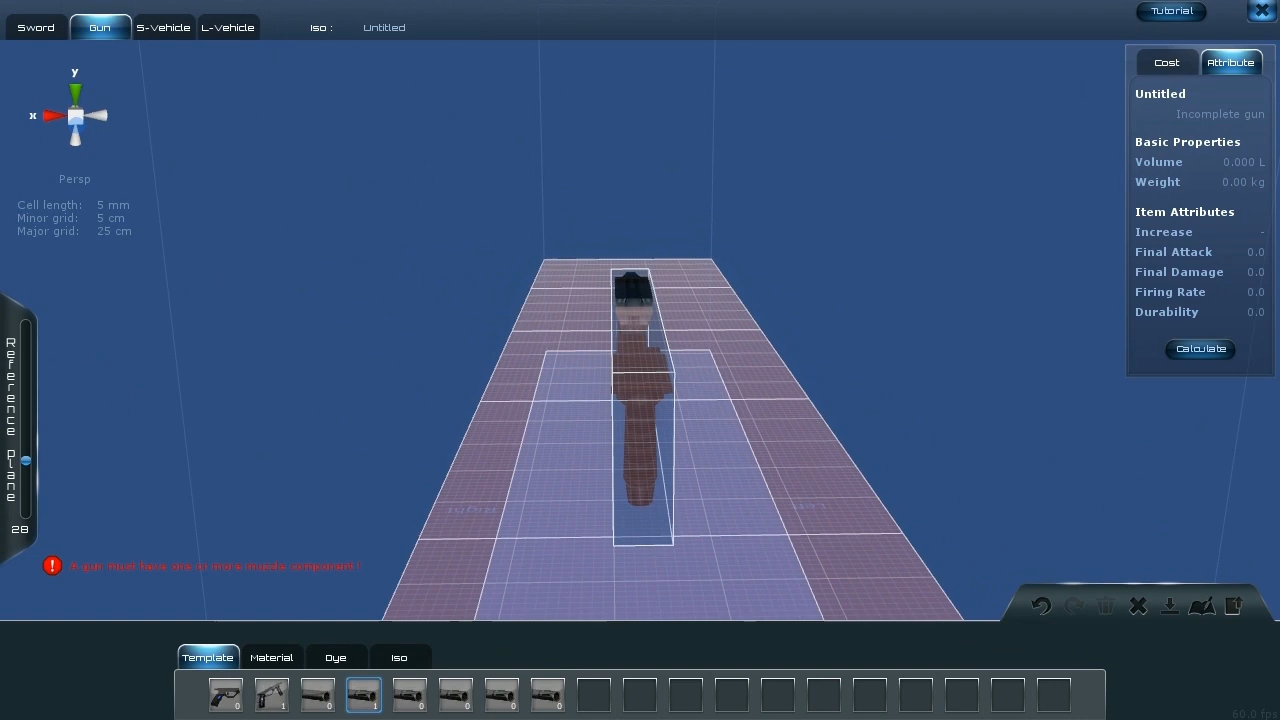 Sword Gun S-Vehicle L-Vehicle Iso : Untitled Tutorial
y
x
Persp
Cell length: 5 mm
Minor grid: 5 cm
Major grid: 25 cm
Cost Attribute
Untitled
Incomplete gun
Basic Properties
Volume 0.000 L
Weight 0.00 kg
Item Attributes
Increase -
Final Attack 0.0
Final Damage 0.0
Firing Rate 0.0
Durability 0.0
Calculate
Reference Plane
28
A gun must have one or more muzzle component !
Template Material Dye Iso
0 1 0 1 0 0 0 0
60.0 fps